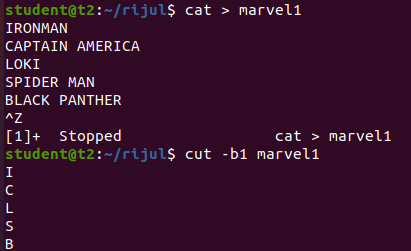 student@t2:~/rijul$ cat > marvel1
IRONMAN
CAPTAIN AMERICA
LOKI
SPIDER MAN
BLACK PANTHER
^Z
[1]+  Stopped                 cat > marvel1
student@t2:~/rijul$ cut -b1 marvel1
I
C
L
S
B